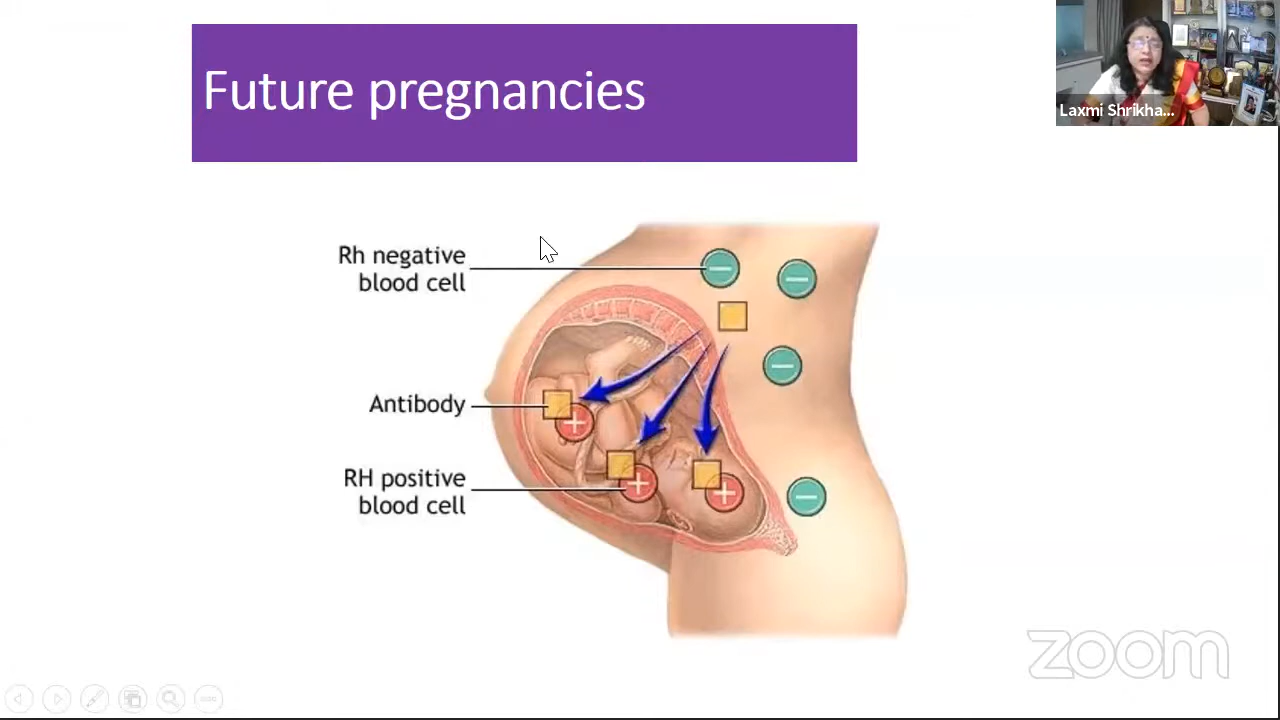 Future pregnancies
Laxmi Shrikha...
Rh negative
blood cell
Antibody
RH positive
blood cell
zoom